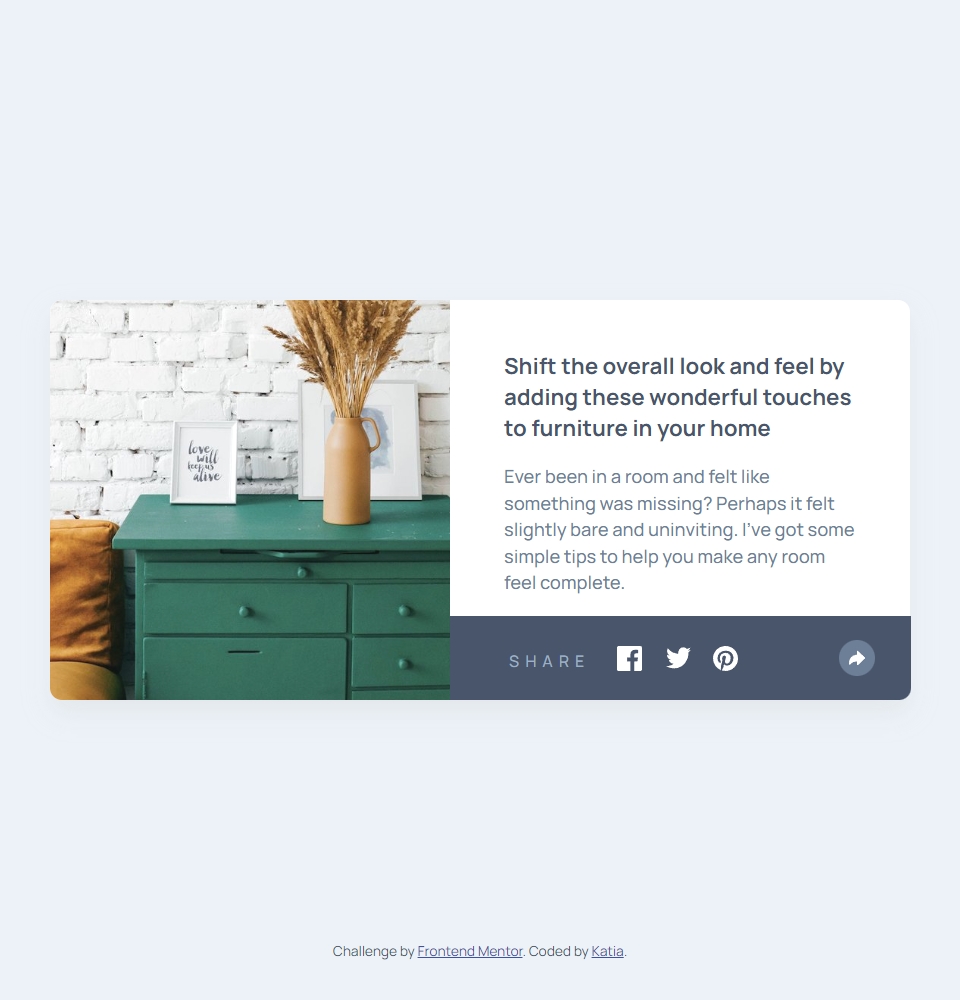 love
will
keep us
alive
Shift the overall look and feel by
adding these wonderful touches
to furniture in your home
Ever been in a room and felt like
something was missing? Perhaps it felt
slightly bare and uninviting. I’ve got some
simple tips to help you make any room
feel complete.
SHARE
Challenge by Frontend Mentor. Coded by Katia.